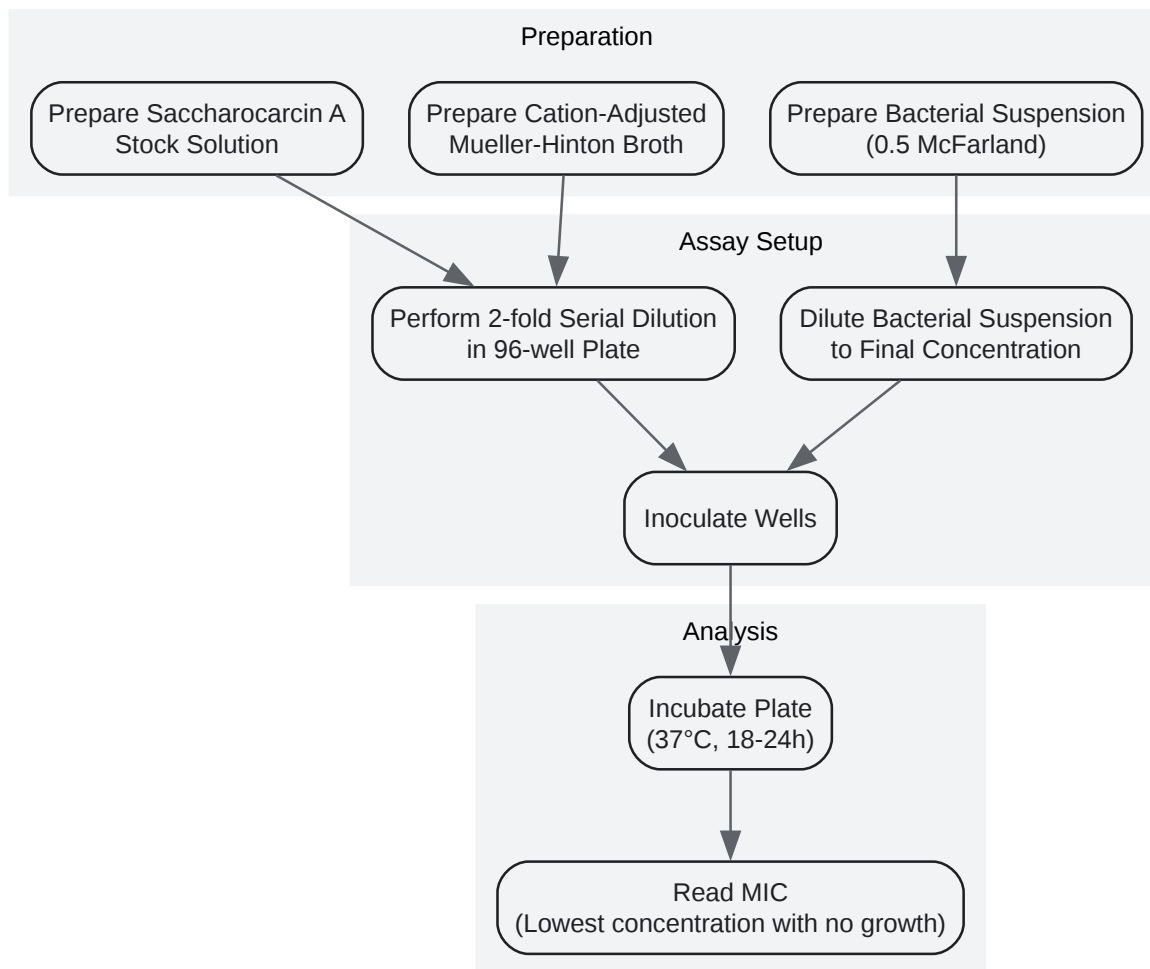 Preparation
Prepare Saccharocarcin A
Stock Solution
Prepare Cation-Adjusted
Mueller-Hinton Broth
Prepare Bacterial Suspension
(0.5 McFarland)
Assay Setup
Perform 2-fold Serial Dilution
in 96-well Plate
Dilute Bacterial Suspension
to Final Concentration
Inoculate Wells
Analysis
Incubate Plate
(37°C, 18-24h)
Read MIC
(Lowest concentration with no growth)